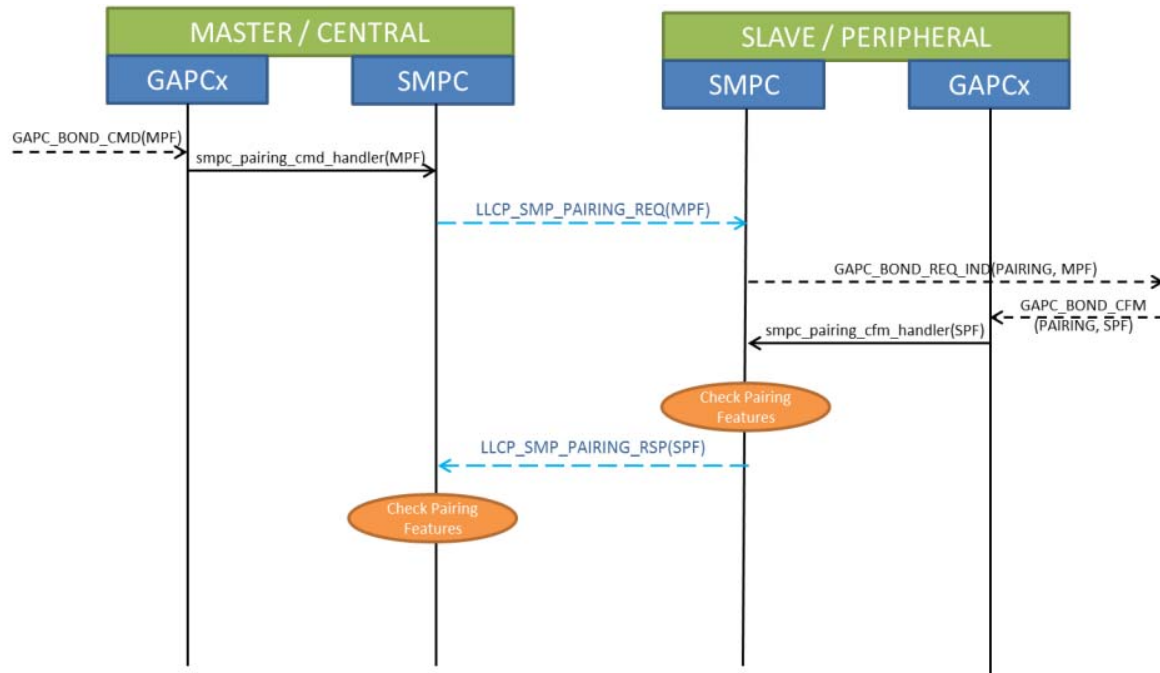 MASTER / CENTRAL
SLAVE / PERIPHERAL
GAPCx
SMPC
SMPC
GAPCx
GAPC_BOND_CMD(MPF)
smpc_pairing_cmd_handler(MPF)
LLCP_SMP_PAIRING_REQ(MPF)
GAPC_BOND_REQ_IND(PAIRING, MPF)
GAPC_BOND_CFM
(PAIRING, SPF)
smpc_pairing_cfm_handler(SPF)
Check Pairing
Features
LLCP_SMP_PAIRING_RSP(SPF)
Check Pairing
Features